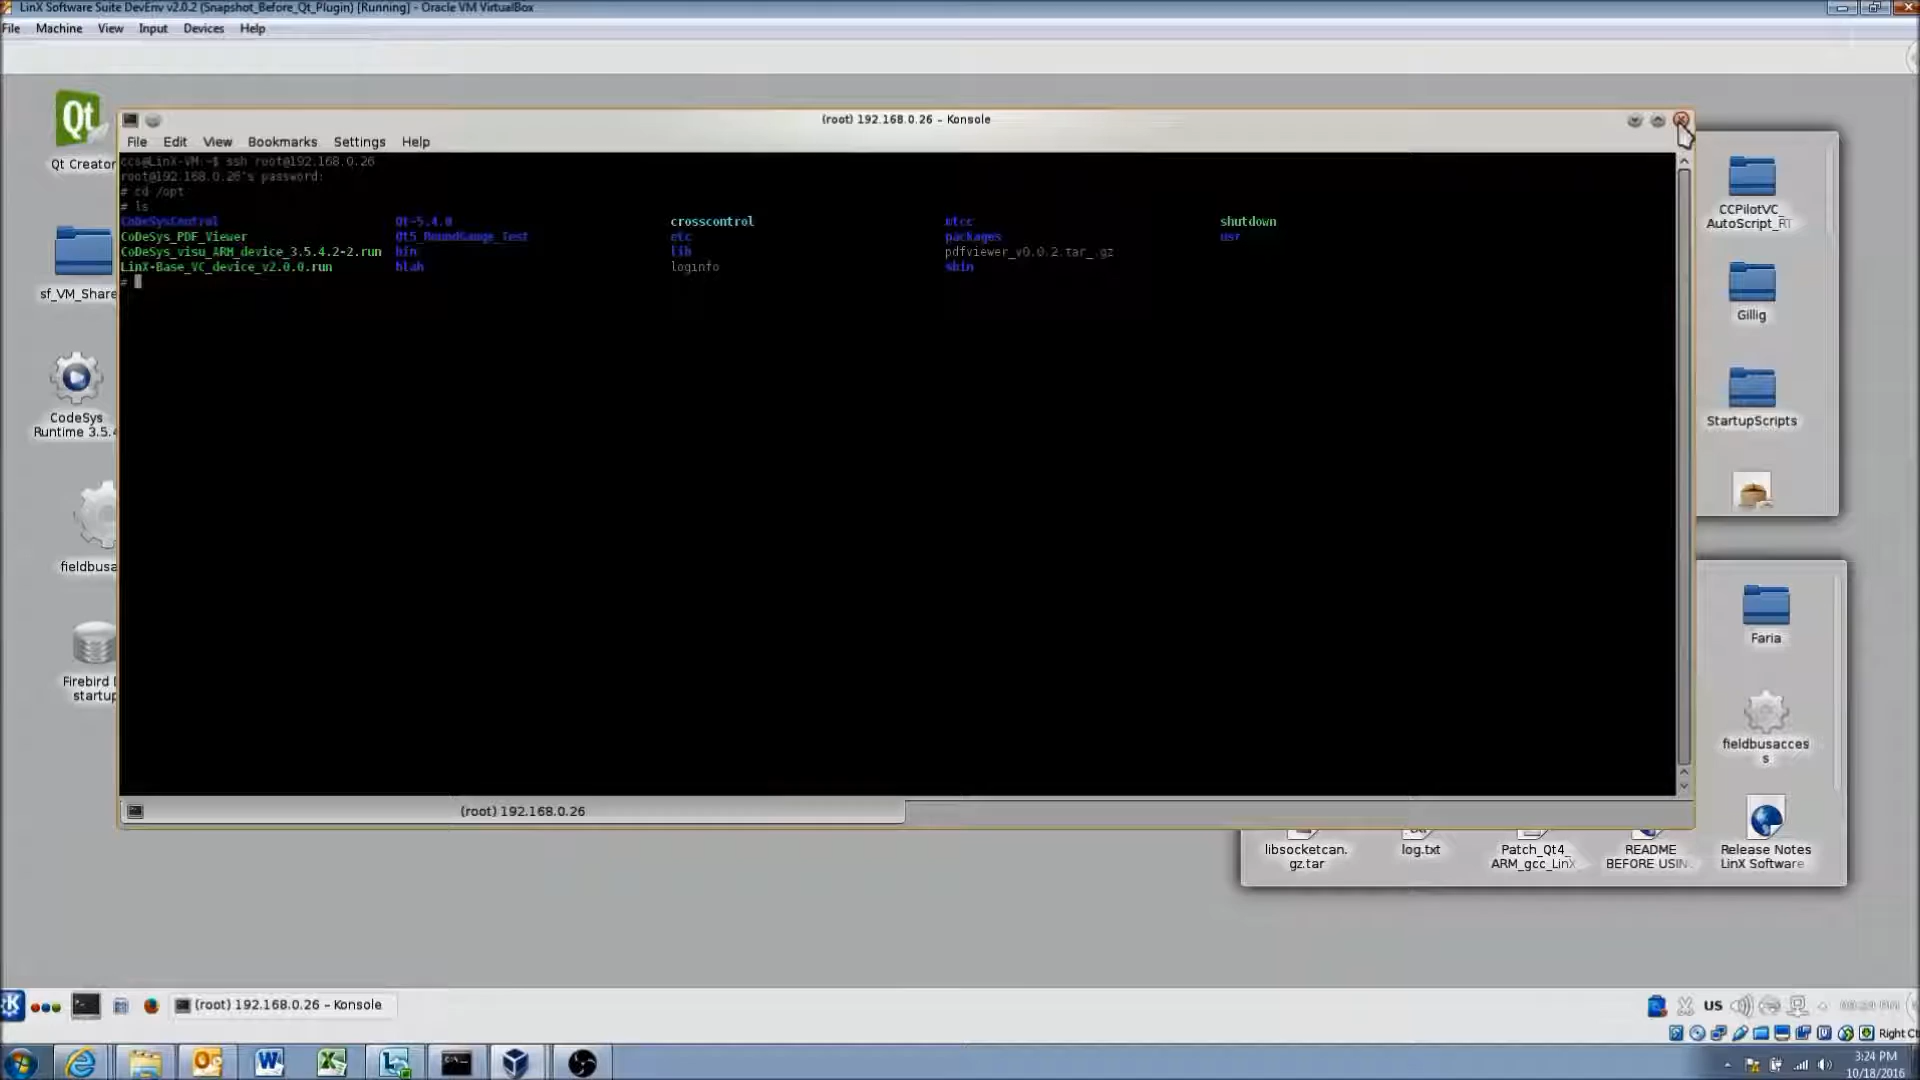 LinX Software Suite DevEnv v2.0.2 (Snapshot_Before_Qt_Plugin) [Running] - Oracle VM VirtualBox
File Machine View Input Devices Help
(root) 192.168.0.26 – Konsole
File Edit View Bookmarks Settings Help
ccs@LinX-VM:~$ ssh root@192.168.0.26
root@192.168.0.26's password:
# cd /opt
# ls
CoDeSysControl Qt-5.4.0 crosscontrol mtcc shutdown
CoDeSys_PDF_Viewer Qt5_RoundGauge_Test etc packages usr
CoDeSys_visu_ARM_device_3.5.4.2-2.run bin lib pdfviewer_v0.0.2.tar_.gz
LinX-Base_VC_device_v2.0.0.run blah loginfo sbin
#
(root) 192.168.0.26
Qt
Qt Creator
sf_VM_Share
CodeSys
Runtime 3.5.4
fieldbusa
Firebird
startup
CCPilotVC_
AutoScript_RT
Gillig
StartupScripts
Faria
fieldbusacces
s
libsocketcan.
gz.tar
log.txt
Patch_Qt4_
ARM_gcc_LinX
README
BEFORE USIN
Release Notes
LinX Software
(root) 192.168.0.26 – Konsole
US
Right C
3:24 PM
10/18/2016